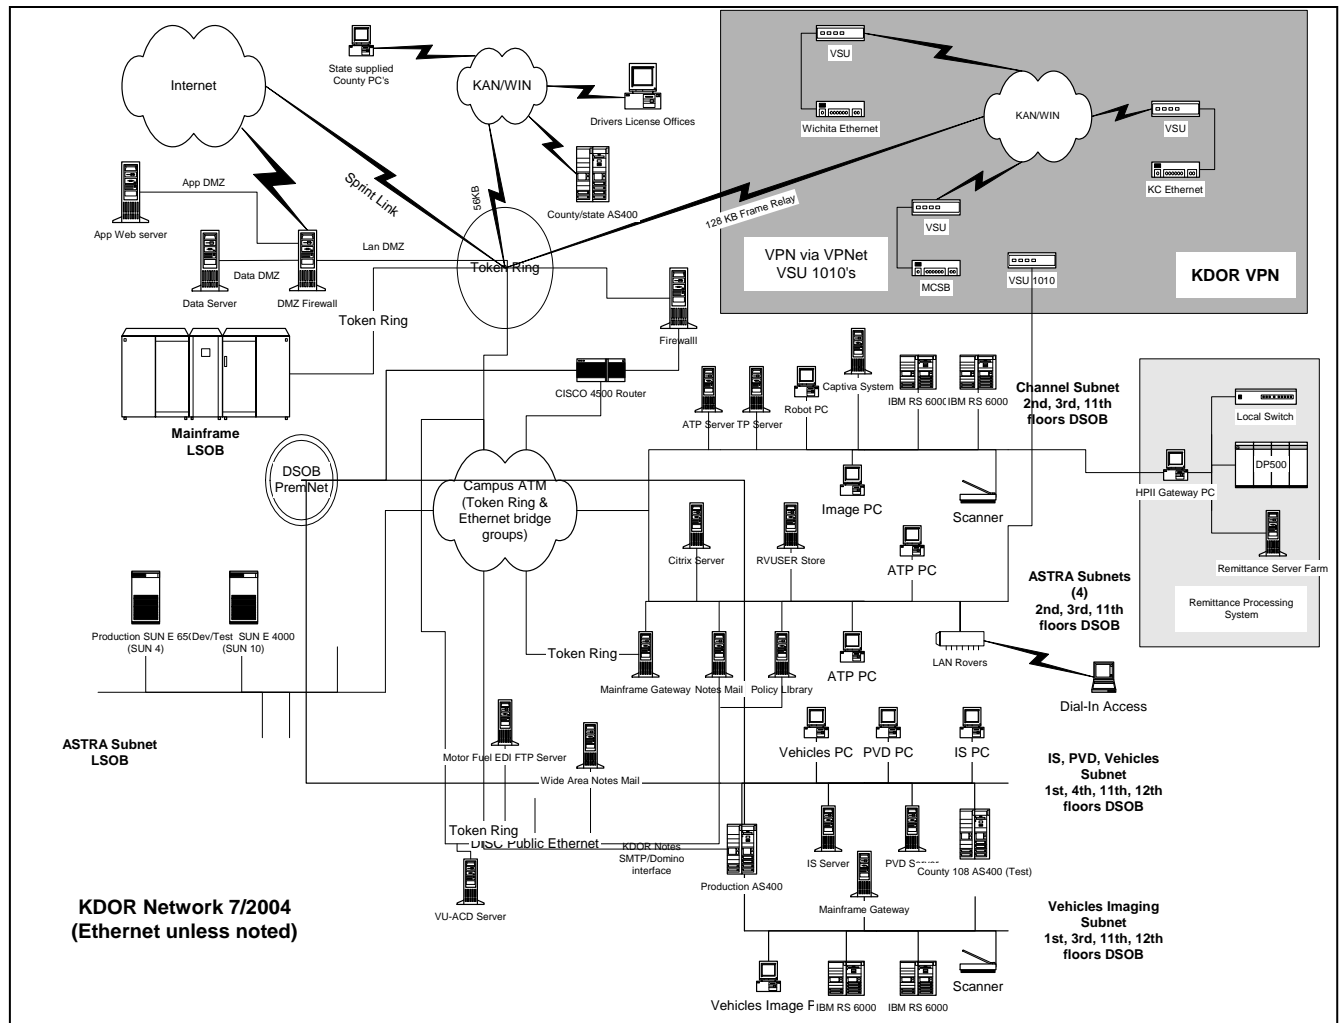 State supplied
County PC's
Internet
KAN/WIN
Drivers License Offices
County/state AS400
App DMZ
App Web server
Sprint Link
56KB
Lan DMZ
Data DMZ
Data Server
DMZ Firewall
Token Ring
Token Ring
Firewalll
128 KB Frame Relay
VSU
Wichita Ethernet
KAN/WIN
VSU
KC Ethernet
VSU
MCSB
VSU 1010
VPN via VPNet
VSU 1010's
KDOR VPN
Mainframe
LSOB
CISCO 4500 Router
DSOB
PremNet
Campus ATM
(Token Ring &
Ethernet bridge
groups)
ATP Server
TP Server
Robot PC
Captiva System
IBM RS 6000
IBM RS 6000
Channel Subnet
2nd, 3rd, 11th
floors DSOB
Local Switch
DP500
HPII Gateway PC
Remittance Server Farm
Remittance Processing
System
Image PC
Scanner
Citrix Server
RVUSER Store
ATP PC
ASTRA Subnets
(4)
2nd, 3rd, 11th
floors DSOB
Production SUN E 650
(SUN 4)
Dev/Test SUN E 4000
(SUN 10)
ASTRA Subnet
LSOB
Token Ring
Mainframe Gateway
Notes Mail
Policy LIbrary
ATP PC
LAN Rovers
Dial-In Access
Motor Fuel EDI FTP Server
Wide Area Notes Mail
Vehicles PC
PVD PC
IS PC
IS, PVD, Vehicles
Subnet
1st, 4th, 11th, 12th
floors DSOB
Token Ring
DISC Public Ethernet
KDOR Notes
SMTP/Domino
interface
Production AS400
IS Server
PVD Server
County 108 AS400 (Test)
VU-ACD Server
Mainframe Gateway
Vehicles Imaging
Subnet
1st, 3rd, 11th, 12th
floors DSOB
Vehicles Image P
IBM RS 6000
IBM RS 6000
Scanner
KDOR Network 7/2004
(Ethernet unless noted)